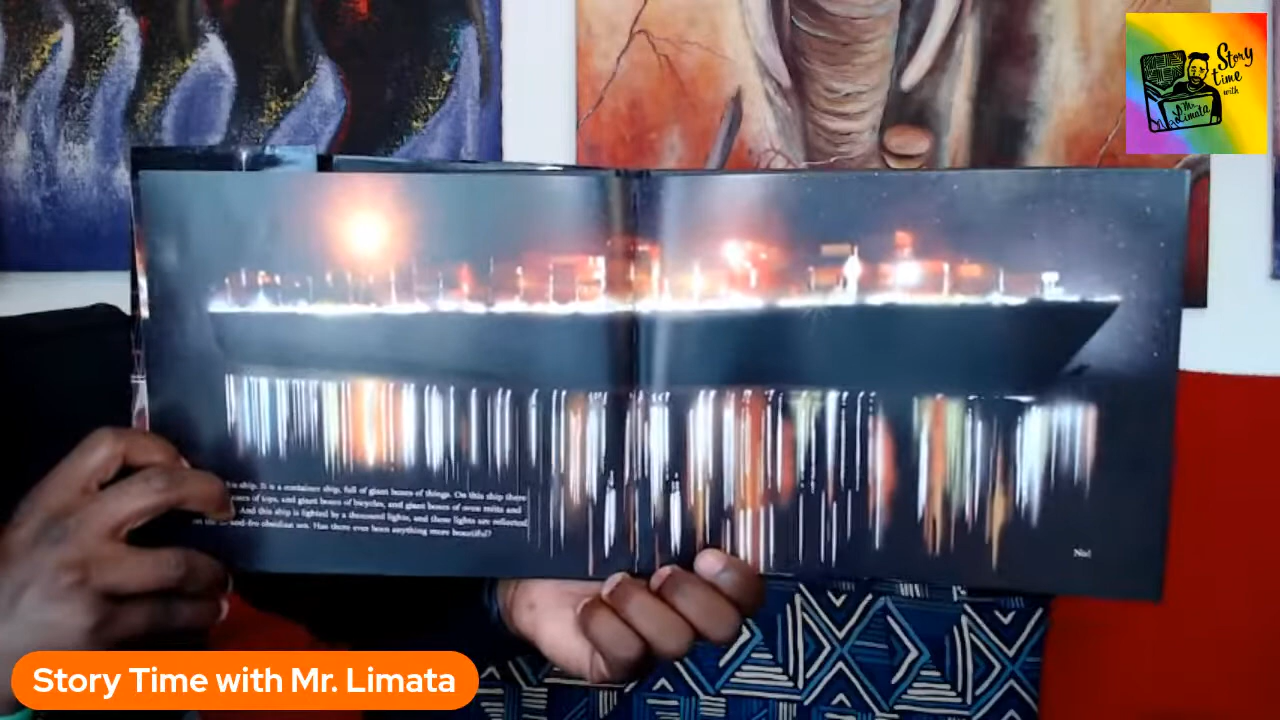 Story
time
with
Mr.
Limata
ship. It is a container ship, full of giant boxes of things. On this ship there
of toys, and giant boxes of bicycles, and giant boxes of oven mitts and
And this ship is lighted by a thousand lights, and these lights are reflected
obsidian sea. Has there ever been anything more beautiful?
No!
Story Time with Mr. Limata